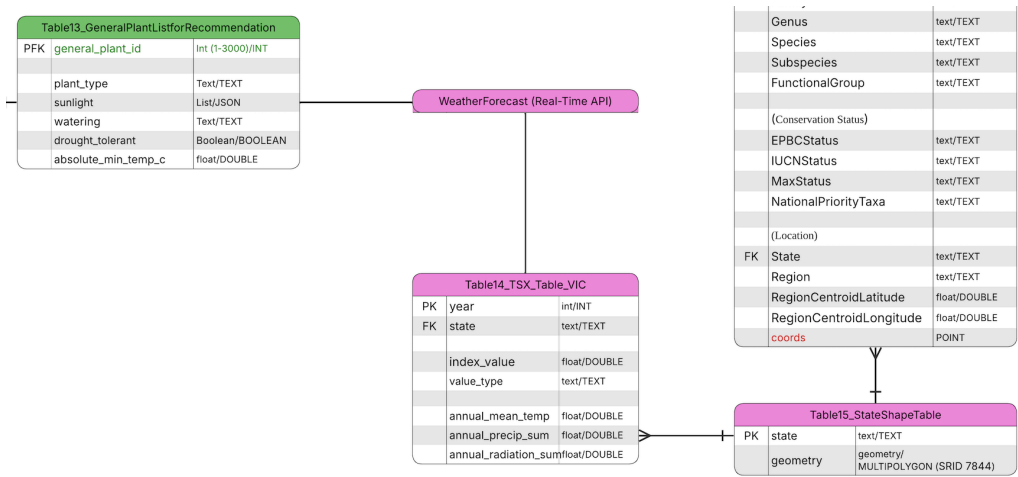 Table13_GeneralPlantListforRecommendation
PFK general_plant_id Int (1-3000)/INT
plant_type Text/TEXT
sunlight List/JSON
watering Text/TEXT
drought_tolerant Boolean/BOOLEAN
absolute_min_temp_c float/DOUBLE
WeatherForecast (Real-Time API)
Table14_TSX_Table_VIC
PK year int/INT
FK state text/TEXT
index_value float/DOUBLE
value_type text/TEXT
annual_mean_temp float/DOUBLE
annual_precip_sum float/DOUBLE
annual_radiation_sum float/DOUBLE
Genus text/TEXT
Species text/TEXT
Subspecies text/TEXT
FunctionalGroup text/TEXT
(Conservation Status)
EPBCStatus text/TEXT
IUCNStatus text/TEXT
MaxStatus text/TEXT
NationalPriorityTaxa text/TEXT
(Location)
FK State text/TEXT
Region text/TEXT
RegionCentroidLatitude float/DOUBLE
RegionCentroidLongitude float/DOUBLE
coords POINT
Table15_StateShapeTable
PK state text/TEXT
geometry geometry/
MULTIPOLYGON (SRID 7844)